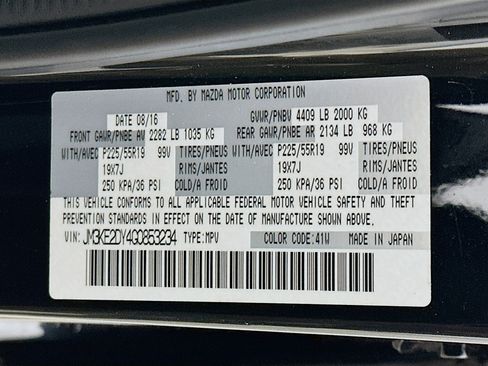 MFD. BY MAZDA MOTOR CORPORATION
DATE 08/16 GVWR/PNBV 4409 LB 2000 KG
FRONT GAWR/PNBE AV 2282 LB 1035 KG REAR GAWR/PNBE AR 2134 LB 968 KG
WITH/AVEC P225/55R19 99V TIRES/PNEUS WITH/AVEC P225/55R19 99V TIRES/PNEUS
19X7J RIMS/JANTES 19X7J RIMS/JANTES
250 KPA/36 PSI COLD/A FROID 250 KPA/36 PSI COLD/A FROID
THIS VEHICLE CONFORMS TO ALL APPLICABLE FEDERAL MOTOR VEHICLE SAFETY AND THEFT
PREVENTION STANDARDS IN EFFECT ON THE DATE OF MANUFACTURE SHOWN ABOVE.
VIN: JM3KE2DY4G0853234 TYPE: MPV COLOR CODE: 41W MADE IN JAPAN